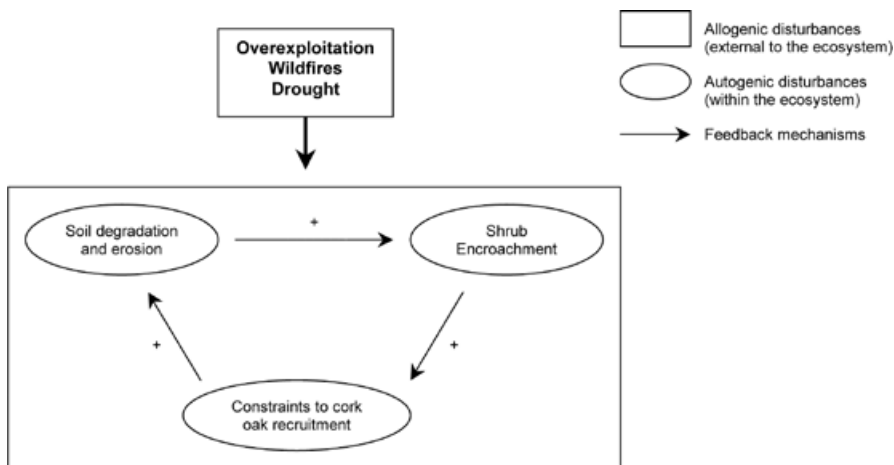 Overexploitation
Wildfires
Drought
Allogenic disturbances
(external to the ecosystem)
Autogenic disturbances
(within the ecosystem)
Feedback mechanisms
Soil degradation
and erosion
+
Shrub
Encroachment
+
+
Constraints to cork
oak recruitment